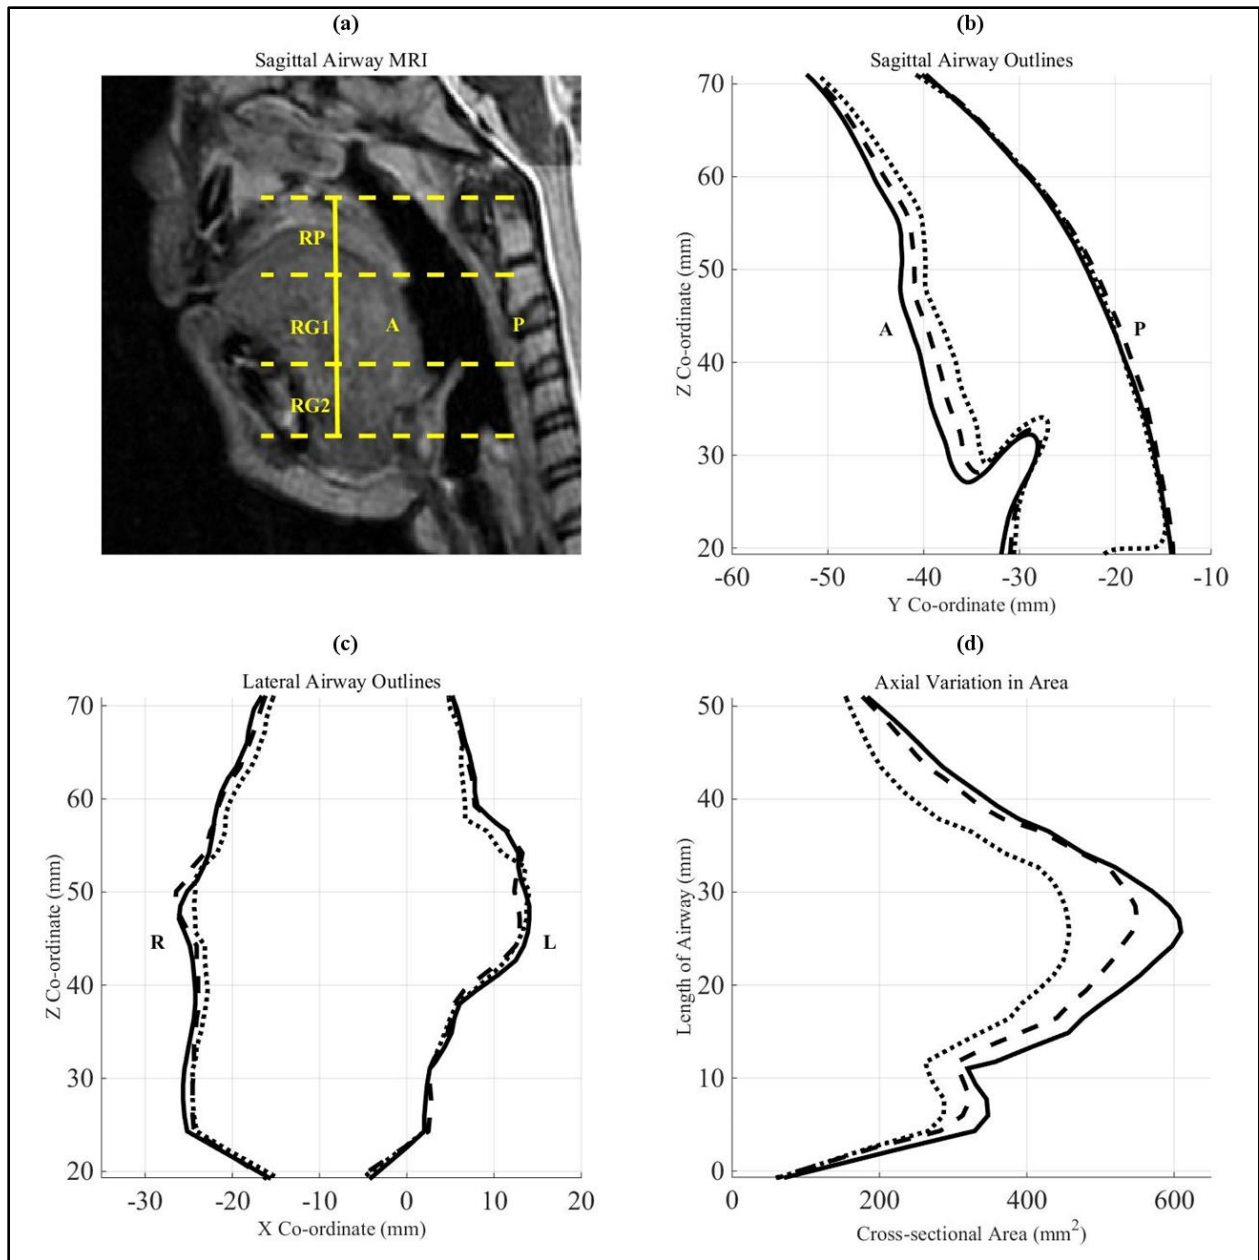 (a)
Sagittal Airway MRI
RP
RG1
A
P
RG2
(b)
Sagittal Airway Outlines
70
60
50
40
30
20
Z Co-ordinate (mm)
A
P
-60
-50
-40
-30
-20
-10
Y Co-ordinate (mm)
(c)
Lateral Airway Outlines
70
60
50
40
30
20
Z Co-ordinate (mm)
R
L
-30
-20
-10
0
10
20
X Co-ordinate (mm)
(d)
Axial Variation in Area
50
40
30
20
10
0
Length of Airway (mm)
0
200
400
600
Cross-sectional Area (mm²)